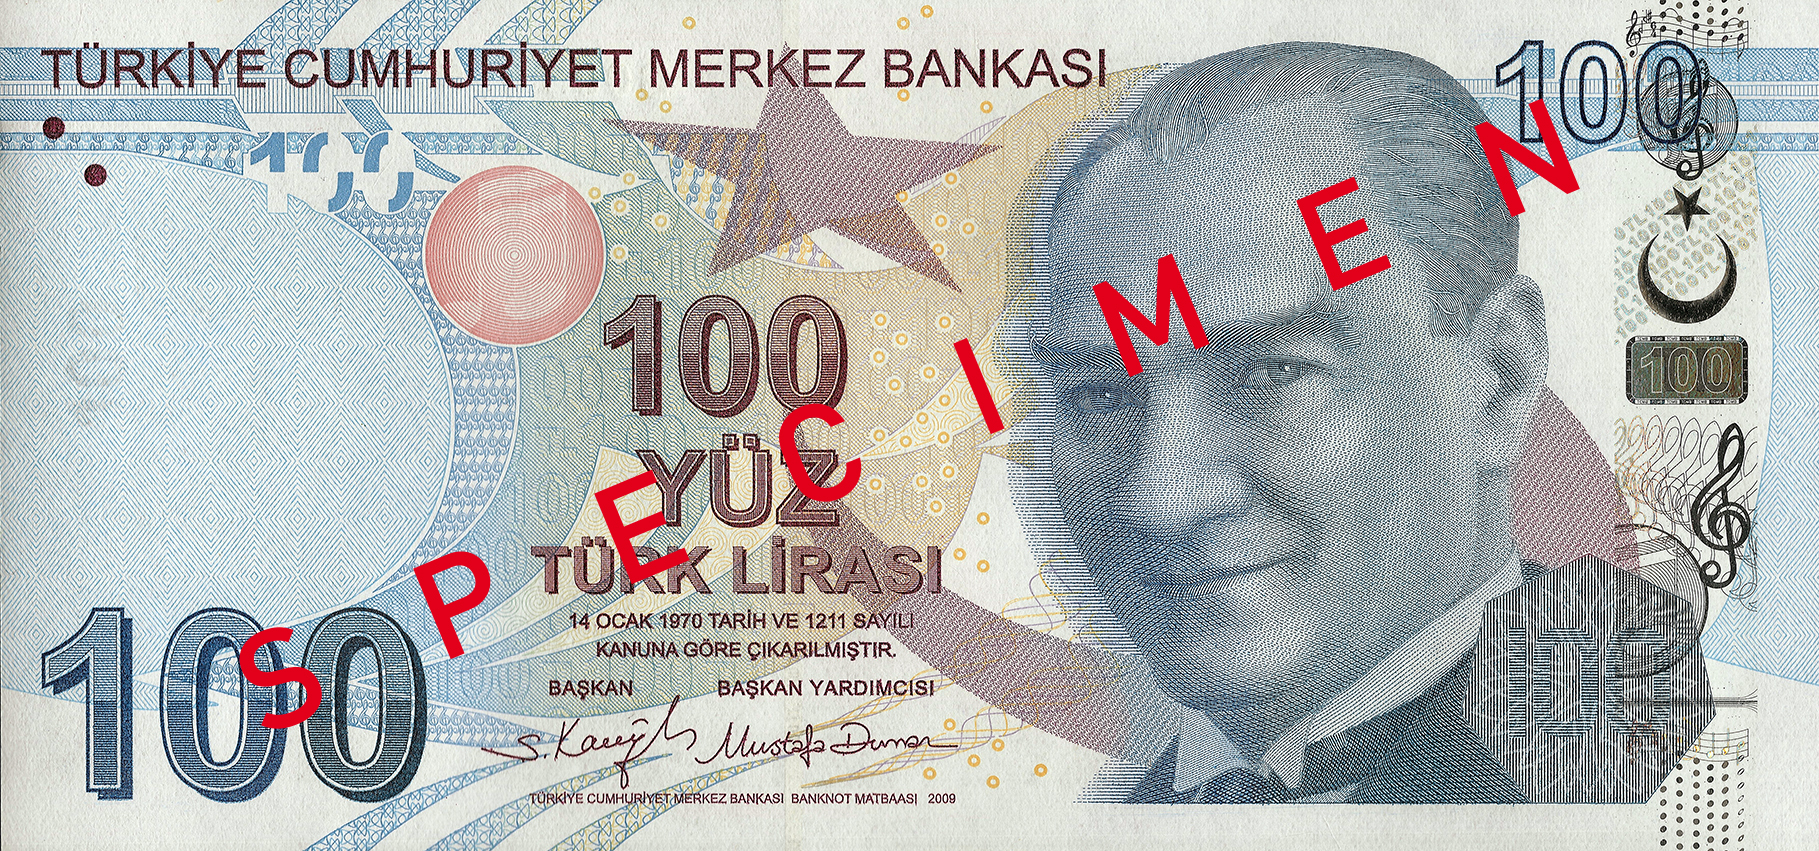 TÜRKİYE CUMHURİYET MERKEZ BANKASI
100
100
100
YÜZ
TÜRK LİRASI
14 OCAK 1970 TARİH VE 1211 SAYILI
KANUNA GÖRE ÇIKARILMIŞTIR.
BAŞKAN BAŞKAN YARDIMCISI
Mustafa Duman
TÜRKİYE CUMHURİYET MERKEZ BANKASI BANKNOT MATBAASI 2009
100
100
100
SPECIMEN